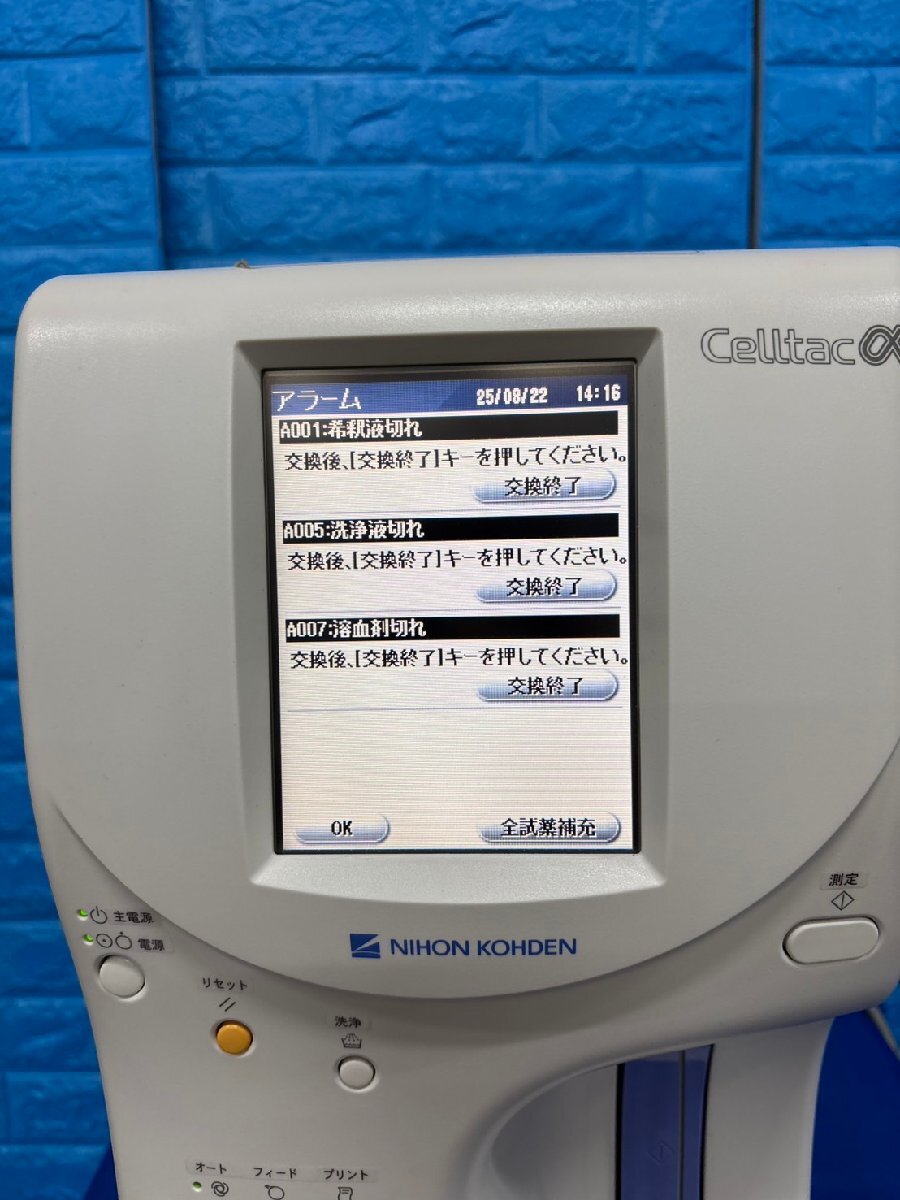 Celltac α
アラーム 25/08/22 14:16
A001:希釈液切れ
交換後、[交換終了]キーを押してください。
交換終了
A005:洗浄液切れ
交換後、[交換終了]キーを押してください。
交換終了
A007:溶血剤切れ
交換後、[交換終了]キーを押してください。
交換終了
OK 全試薬補充
測定
主電源
電源
NIHON KOHDEN
リセット
洗浄
オート フィード プリント